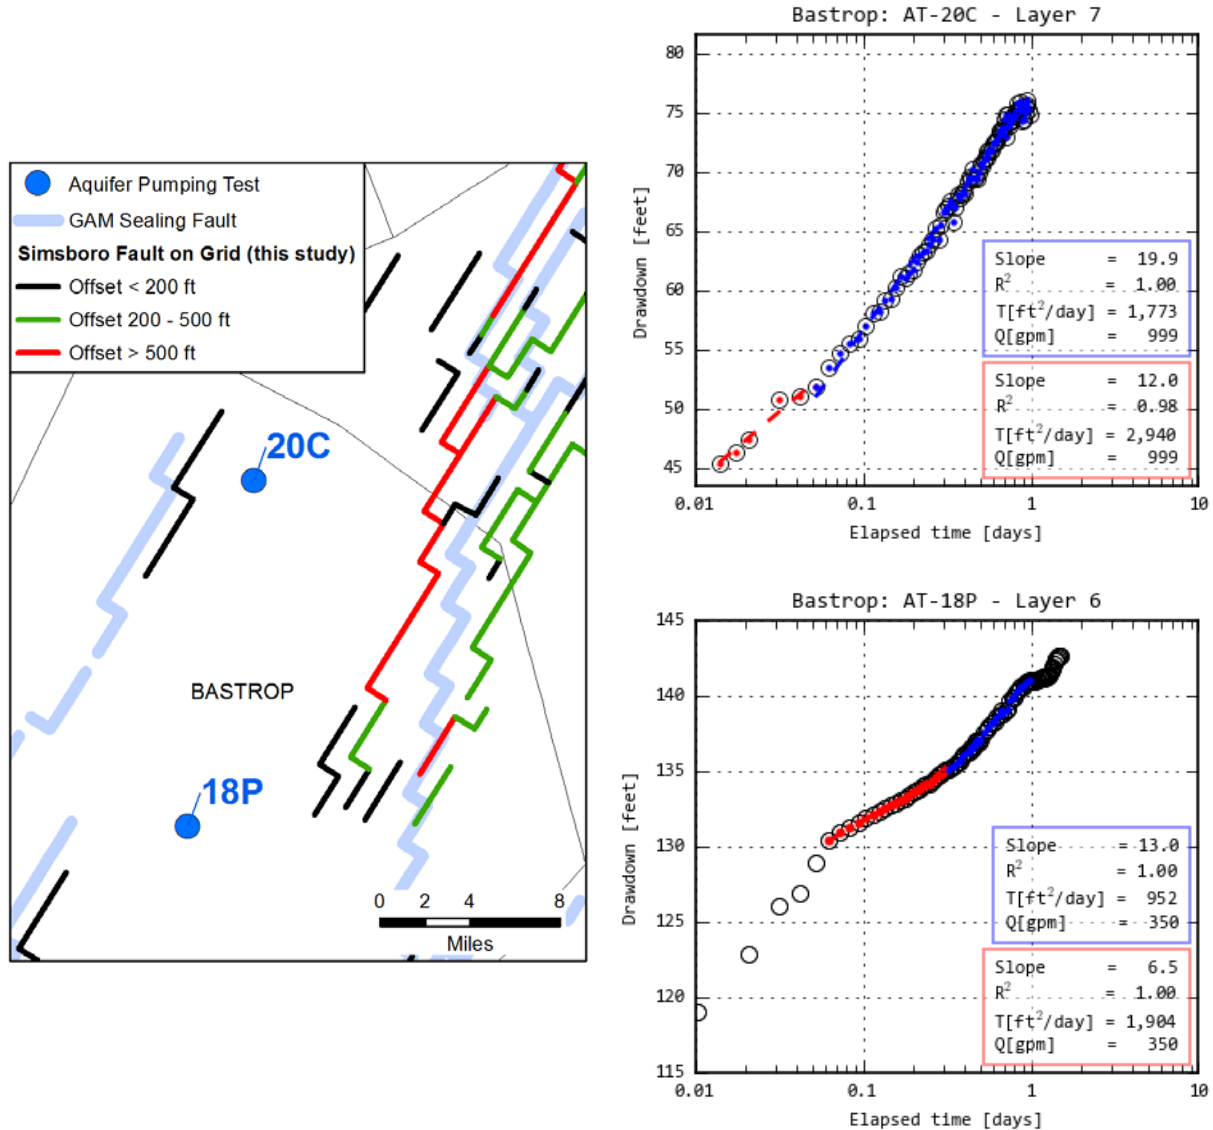 Aquifer Pumping Test
GAM Sealing Fault
Simsboro Fault on Grid (this study)
Offset < 200 ft
Offset 200 - 500 ft
Offset > 500 ft
20C
BASTROP
18P
0 2 4 8
Miles
Bastrop: AT-20C - Layer 7
80
75
70
65
60
55
50
45
Drawdown [feet]
Slope = 19.9
R² = 1.00
T[ft²/day] = 1,773
Q[gpm] = 999
Slope = 12.0
R² = 0.98
T[ft²/day] = 2,940
Q[gpm] = 999
0.01 0.1 1 10
Elapsed time [days]
Bastrop: AT-18P - Layer 6
145
140
135
130
125
120
115
Drawdown [feet]
Slope = 13.0
R² = 1.00
T[ft²/day] = 952
Q[gpm] = 350
Slope = 6.5
R² = 1.00
T[ft²/day] = 1,904
Q[gpm] = 350
0.01 0.1 1 10
Elapsed time [days]